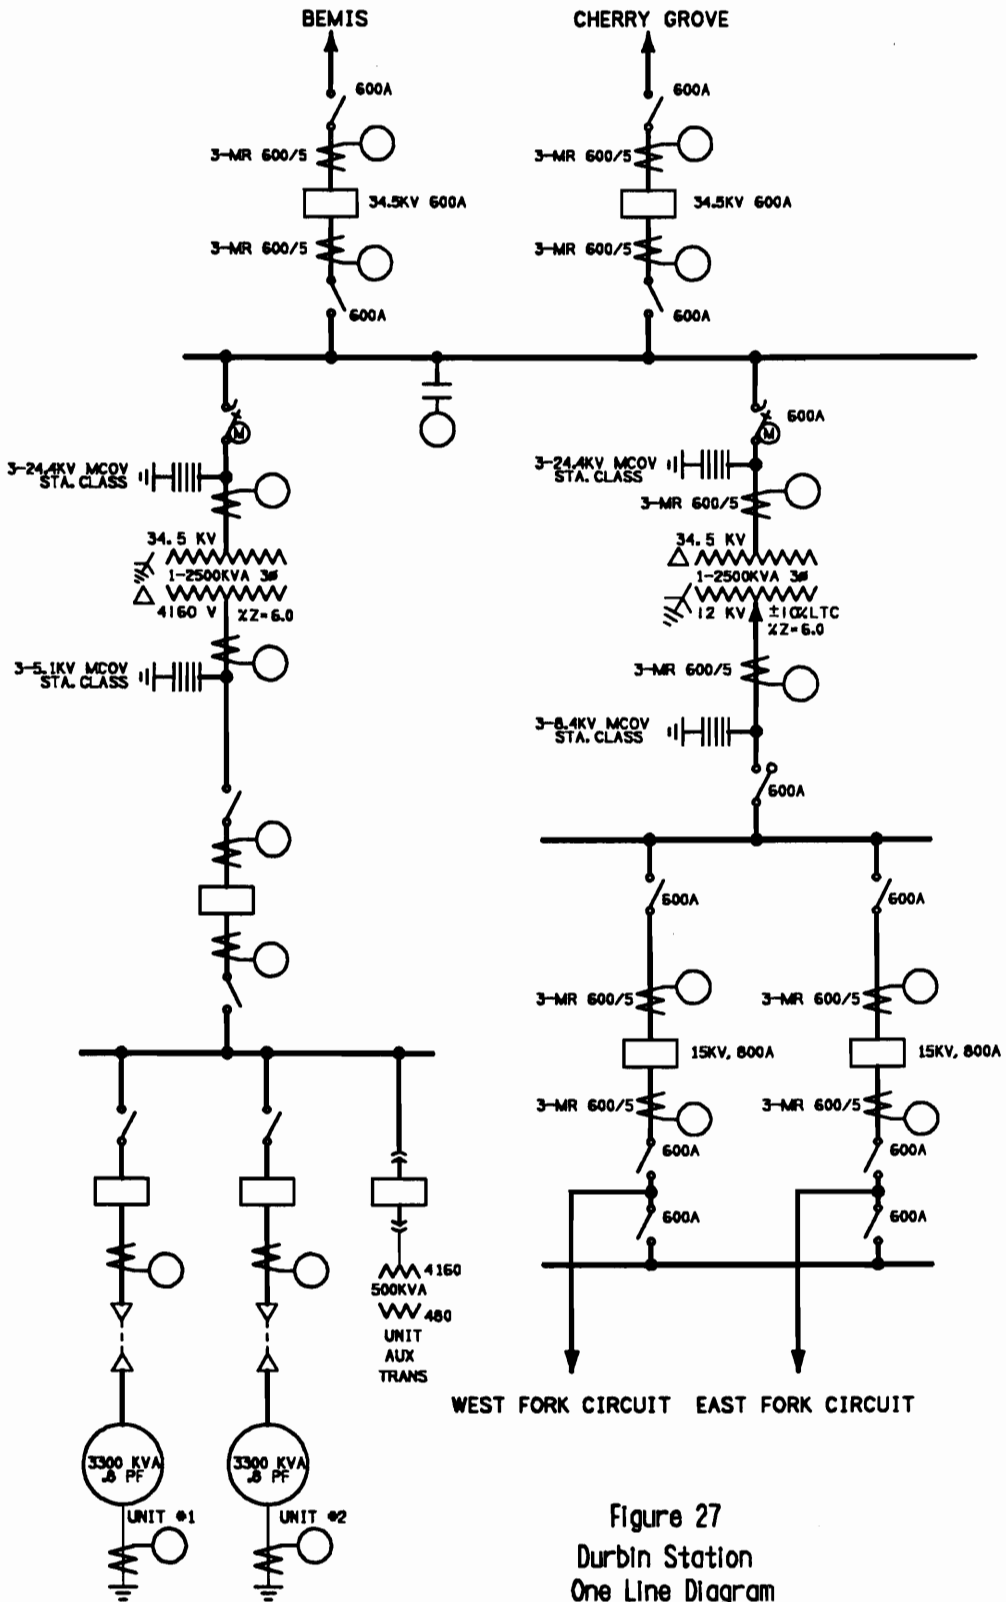 BEMIS
CHERRY GROVE
600A
600A
3-MR 600/5
3-MR 600/5
34.5KV 600A
34.5KV 600A
3-MR 600/5
3-MR 600/5
600A
600A
M
600A
M
3-24.4KV MCOV
STA. CLASS
3-24.4KV MCOV
STA. CLASS
3-MR 600/5
34.5 KV
1-2500KVA 3ø
4160 V
%Z=6.0
34.5 KV
1-2500KVA 3ø
12 KV
±10%LTC
%Z=6.0
3-5.1KV MCOV
STA. CLASS
3-MR 600/5
3-8.4KV MCOV
STA. CLASS
600A
600A
600A
3-MR 600/5
3-MR 600/5
15KV, 800A
15KV, 800A
3-MR 600/5
3-MR 600/5
600A
600A
600A
600A
4160
500KVA
480
UNIT
AUX
TRANS
WEST FORK CIRCUIT
EAST FORK CIRCUIT
3300 KVA
.8 PF
3300 KVA
.8 PF
UNIT #1
UNIT #2
Figure 27
Durbin Station
One Line Diagram